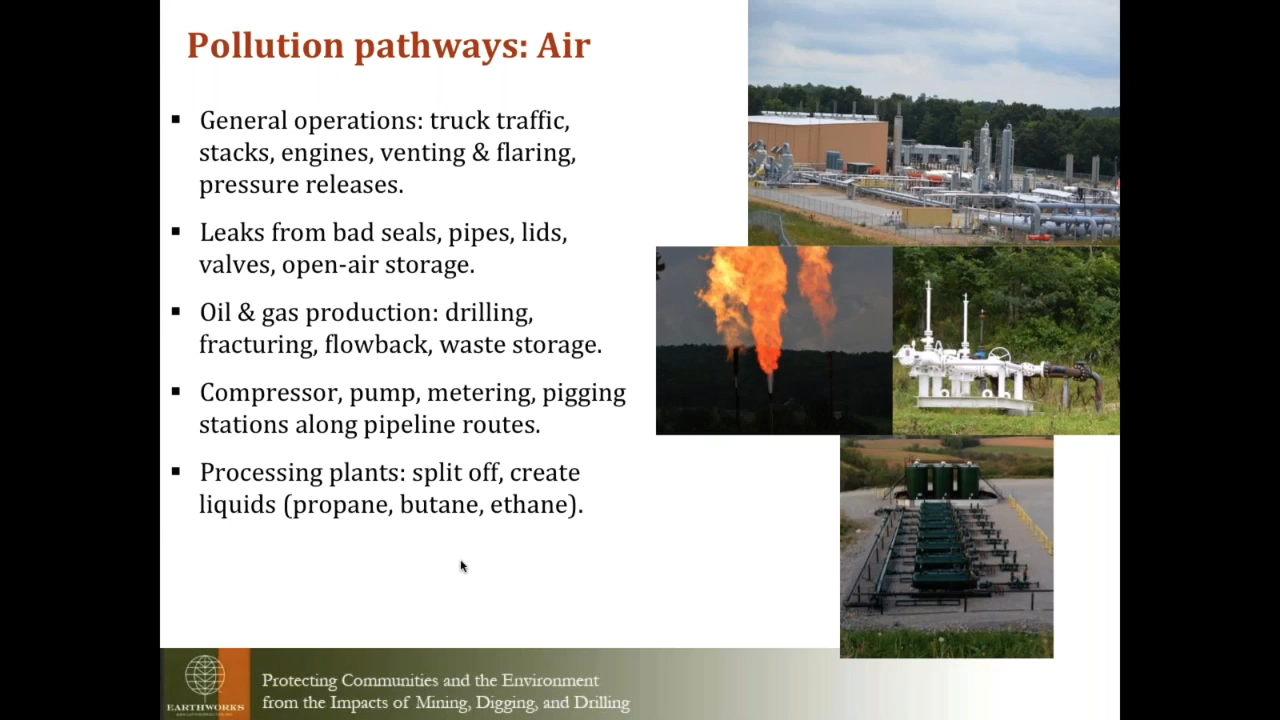 Pollution pathways: Air
▪ General operations: truck traffic,
stacks, engines, venting & flaring,
pressure releases.
▪ Leaks from bad seals, pipes, lids,
valves, open-air storage.
▪ Oil & gas production: drilling,
fracturing, flowback, waste storage.
▪ Compressor, pump, metering, pigging
stations along pipeline routes.
▪ Processing plants: split off, create
liquids (propane, butane, ethane).
EARTHWORKS
Protecting Communities and the Environment
from the Impacts of Mining, Digging, and Drilling